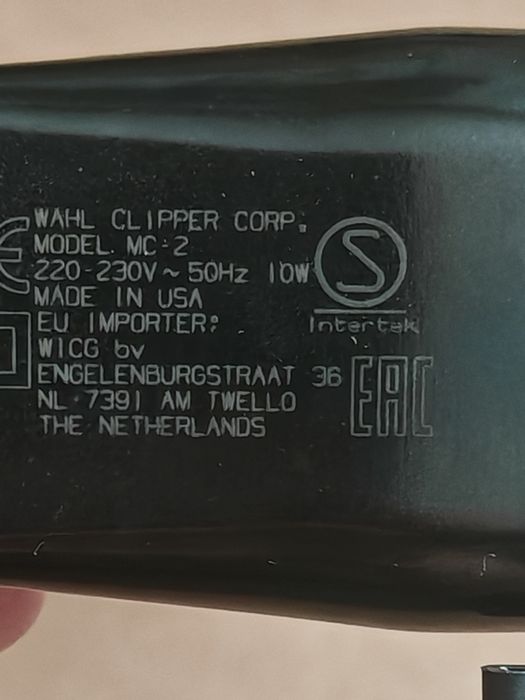 WAHL CLIPPER CORP.
MODEL MC-2
220-230V ~ 50Hz 10W
MADE IN USA
EU IMPORTER:
WICG bv
ENGELENBURGSTRAAT 36
NL-7391 AM TWELLO
THE NETHERLANDS
CE
S
Intertek
EAC